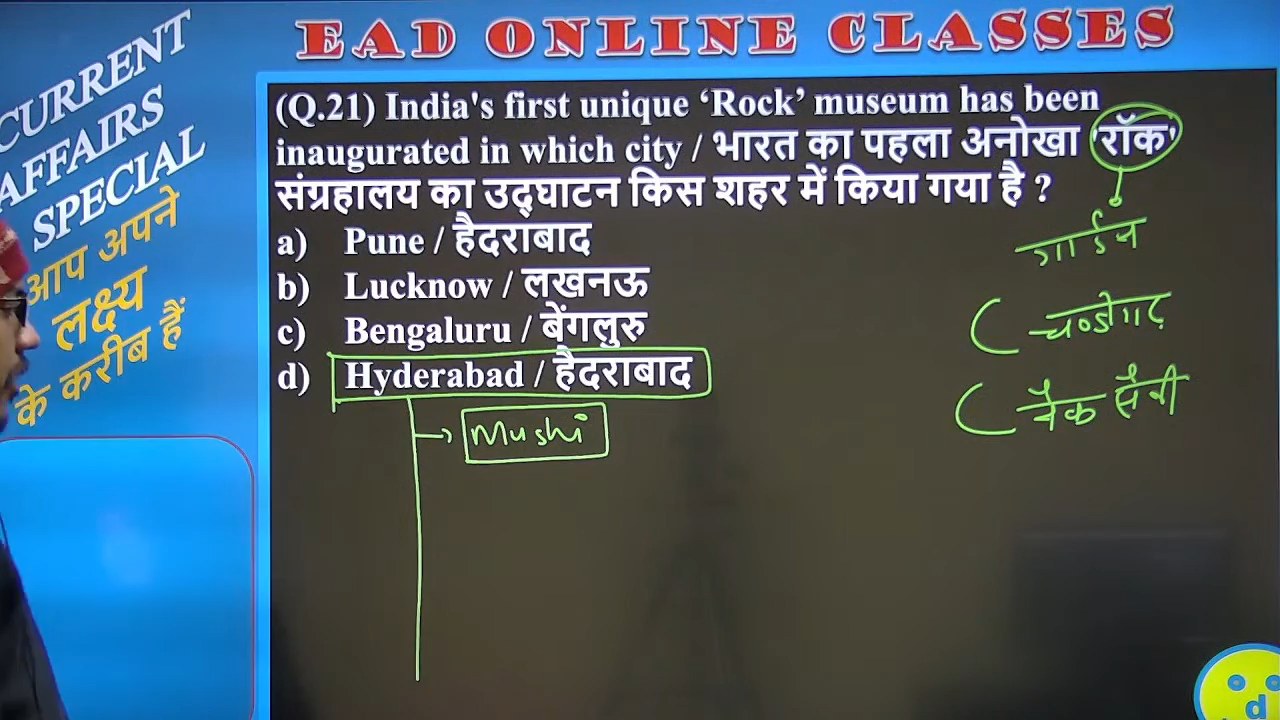 EAD ONLINE CLASSES
CURRENT
AFFAIRS
SPECIAL
आप अपने
लक्ष्य
के करीब हैं
(Q.21) India's first unique ‘Rock’ museum has been
inaugurated in which city / भारत का पहला अनोखा 'रॉक'
संग्रहालय का उद्घाटन किस शहर में किया गया है ?
a) Pune / हैदराबाद
b) Lucknow / लखनऊ
c) Bengaluru / बेंगलुरु
d) Hyderabad / हैदराबाद
Mushi
गार्डन
चण्डीगढ़
नैक सैनी
d